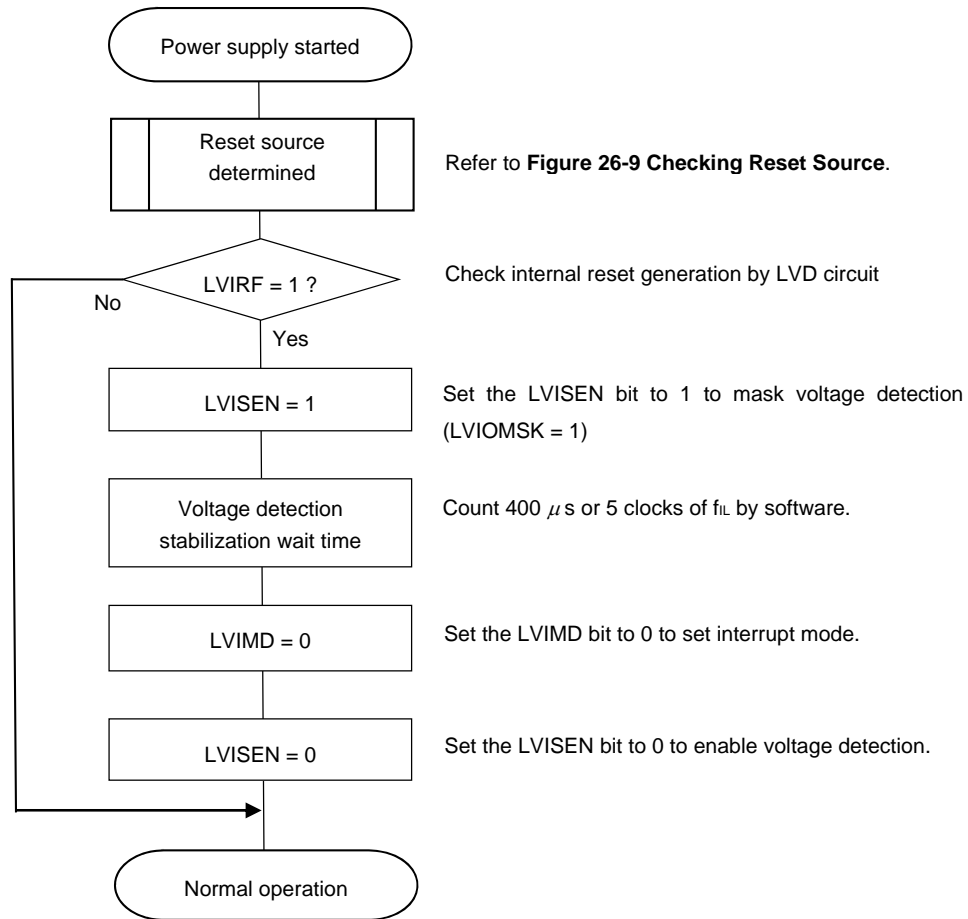 Power supply started
Reset source
determined
Refer to Figure 26-9 Checking Reset Source.
LVIRF = 1 ?
Check internal reset generation by LVD circuit
No
Yes
LVISEN = 1
Set the LVISEN bit to 1 to mask voltage detection
(LVIOMSK = 1)
Voltage detection
stabilization wait time
Count 400 μs or 5 clocks of fIL by software.
LVIMD = 0
Set the LVIMD bit to 0 to set interrupt mode.
LVISEN = 0
Set the LVISEN bit to 0 to enable voltage detection.
Normal operation